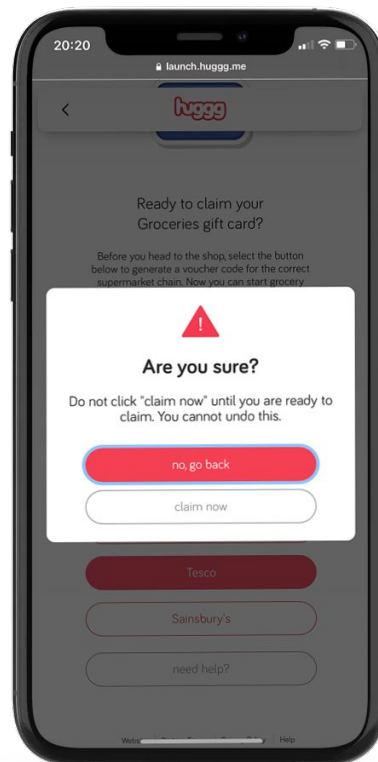 20:20
launch.huggg.me
huggg
Ready to claim your
Groceries gift card?
Before you head to the shop, select the button
below to generate a voucher code for the correct
supermarket chain. Now you can start grocery
!
Are you sure?
Do not click "claim now" until you are ready to
claim. You cannot undo this.
no, go back
claim now
Tesco
Sainsbury's
need help?
Help